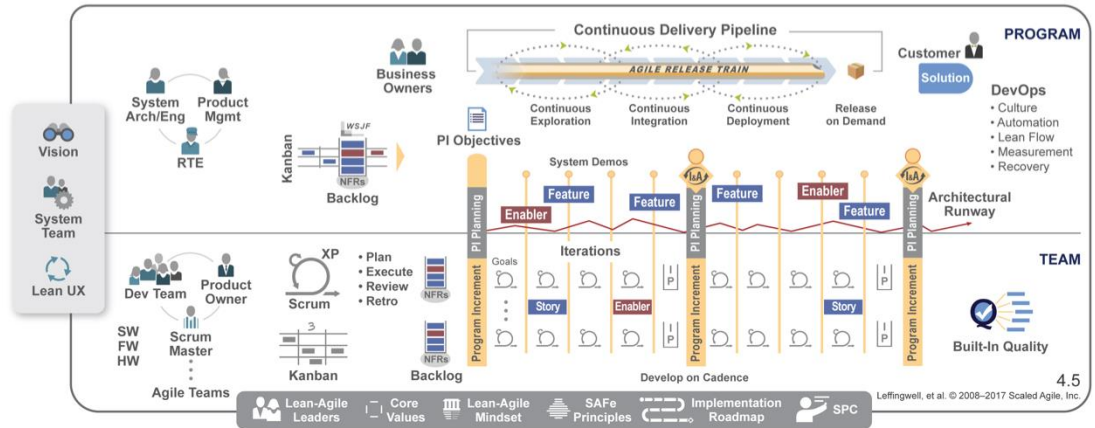 Continuous Delivery Pipeline
PROGRAM
AGILE RELEASE TRAIN
Continuous
Exploration
Continuous
Integration
Continuous
Deployment
Release
on Demand
Customer
Solution
DevOps
• Culture
• Automation
• Lean Flow
• Measurement
• Recovery
Business
Owners
System
Arch/Eng
Product
Mgmt
RTE
Vision
System
Team
Lean UX
WSJF
Kanban
NFRs
Backlog
PI Objectives
System Demos
Enabler
Feature
Feature
Feature
Enabler
Feature
I&A
I&A
Architectural
Runway
PI Planning
PI Planning
PI Planning
TEAM
Dev Team
Product
Owner
Scrum
Master
SW
FW
HW
Agile Teams
XP
Scrum
• Plan
• Execute
• Review
• Retro
3
Kanban
NFRs
NFRs
Backlog
Program Increment
Program Increment
Program Increment
Iterations
Goals
Story
Enabler
Story
I P
I P
I P
I P
Develop on Cadence
Built-In Quality
4.5
Leffingwell, et al. © 2008–2017 Scaled Agile, Inc.
Lean-Agile
Leaders
Core
Values
Lean-Agile
Mindset
SAFe
Principles
Implementation
Roadmap
SPC